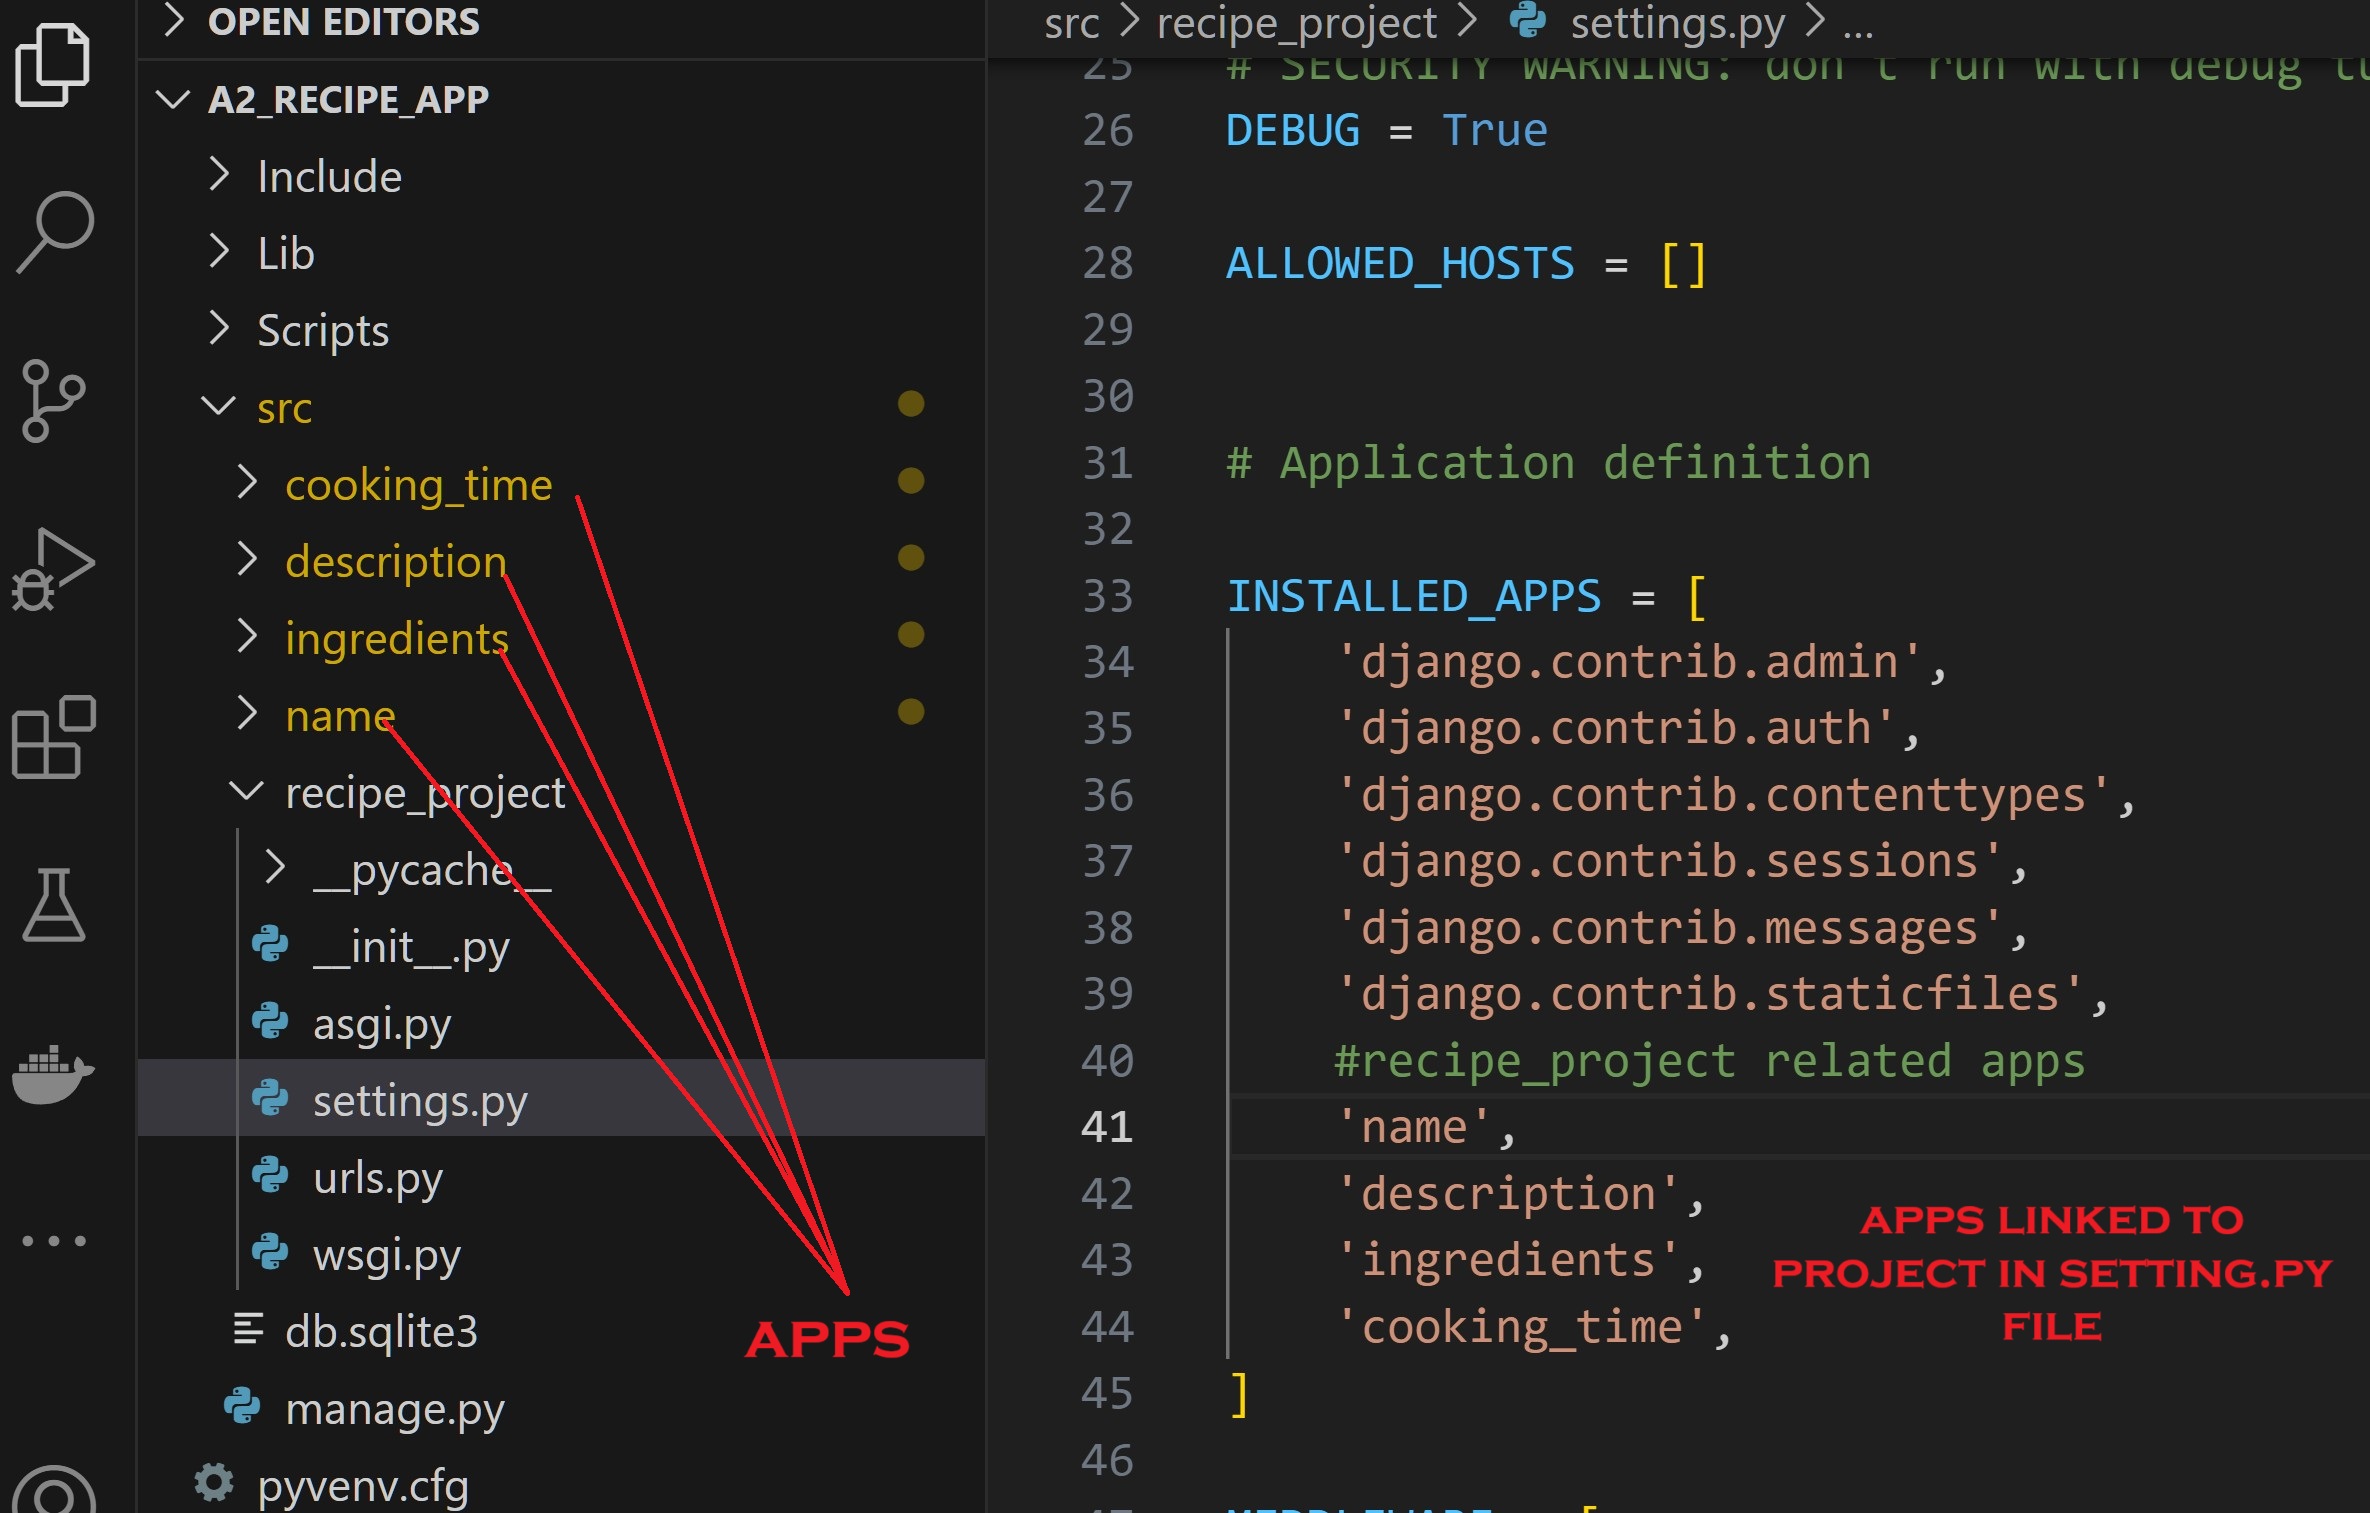 OPEN EDITORS
A2_RECIPE_APP
Include
Lib
Scripts
src
cooking_time
description
ingredients
name
recipe_project
__pycache__
__init__.py
asgi.py
settings.py
urls.py
wsgi.py
db.sqlite3
manage.py
pyvenv.cfg
APPS
src > recipe_project > settings.py > ...
25 # SECURITY WARNING: don't run with debug
26 DEBUG = True
27
28 ALLOWED_HOSTS = []
29
30
31 # Application definition
32
33 INSTALLED_APPS = [
34 'django.contrib.admin',
35 'django.contrib.auth',
36 'django.contrib.contenttypes',
37 'django.contrib.sessions',
38 'django.contrib.messages',
39 'django.contrib.staticfiles',
40 #recipe_project related apps
41 'name',
42 'description',
43 'ingredients',
44 'cooking_time',
45 ]
46
APPS LINKED TO
PROJECT IN SETTING.PY
FILE